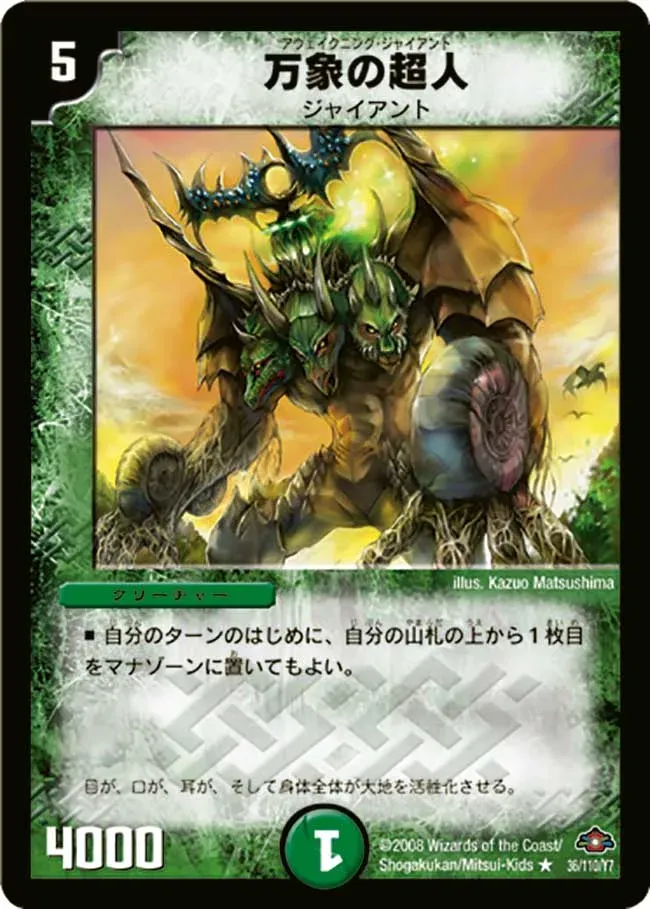 5
アウェイクニング・ジャイアント
万象の超人
ジャイアント
illus. Kazuo Matsushima
クリーチャー
■ 自分のターンのはじめに、自分の山札の上から1枚目
をマナゾーンに置いてもよい。
目が、口が、耳が、そして身体全体が大地を活性化させる。
4000
1
©2008 Wizards of the Coast/
Shogakukan/Mitsui-Kids ★ 36/110/Y7